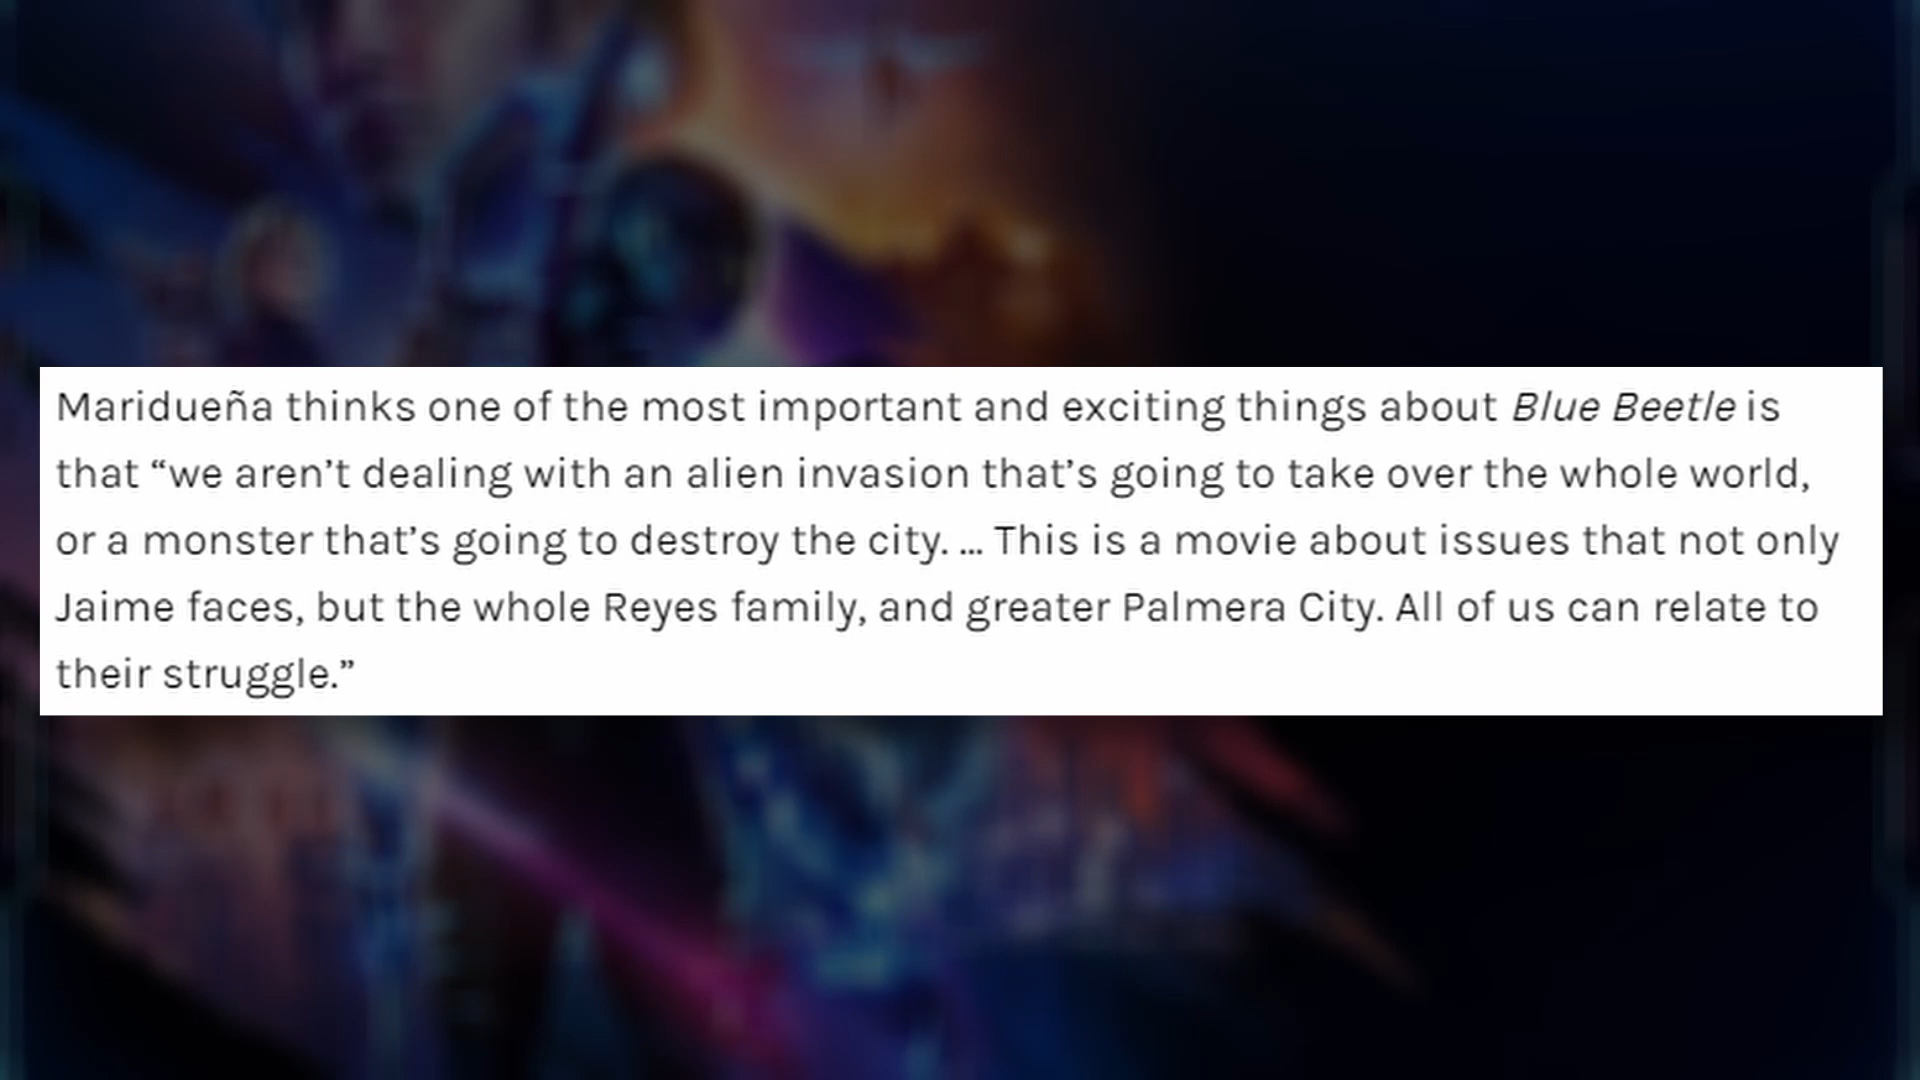 Maridueña thinks one of the most important and exciting things about Blue Beetle is
that “we aren’t dealing with an alien invasion that’s going to take over the whole world,
or a monster that’s going to destroy the city. ... This is a movie about issues that not only
Jaime faces, but the whole Reyes family, and greater Palmera City. All of us can relate to
their struggle.”